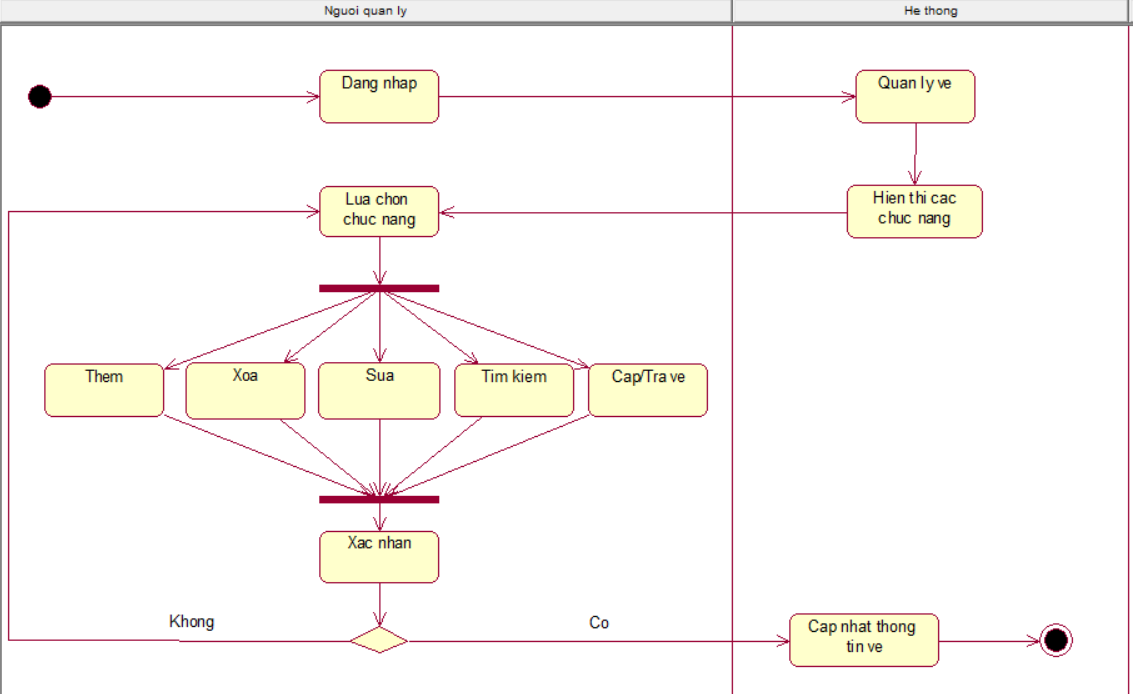 Nguoi quan ly
He thong
Dang nhap
Quan ly ve
Lua chon
chuc nang
Hien thi cac
chuc nang
Them
Xoa
Sua
Tim kiem
Cap/Tra ve
Xac nhan
Khong
Co
Cap nhat thong
tin ve